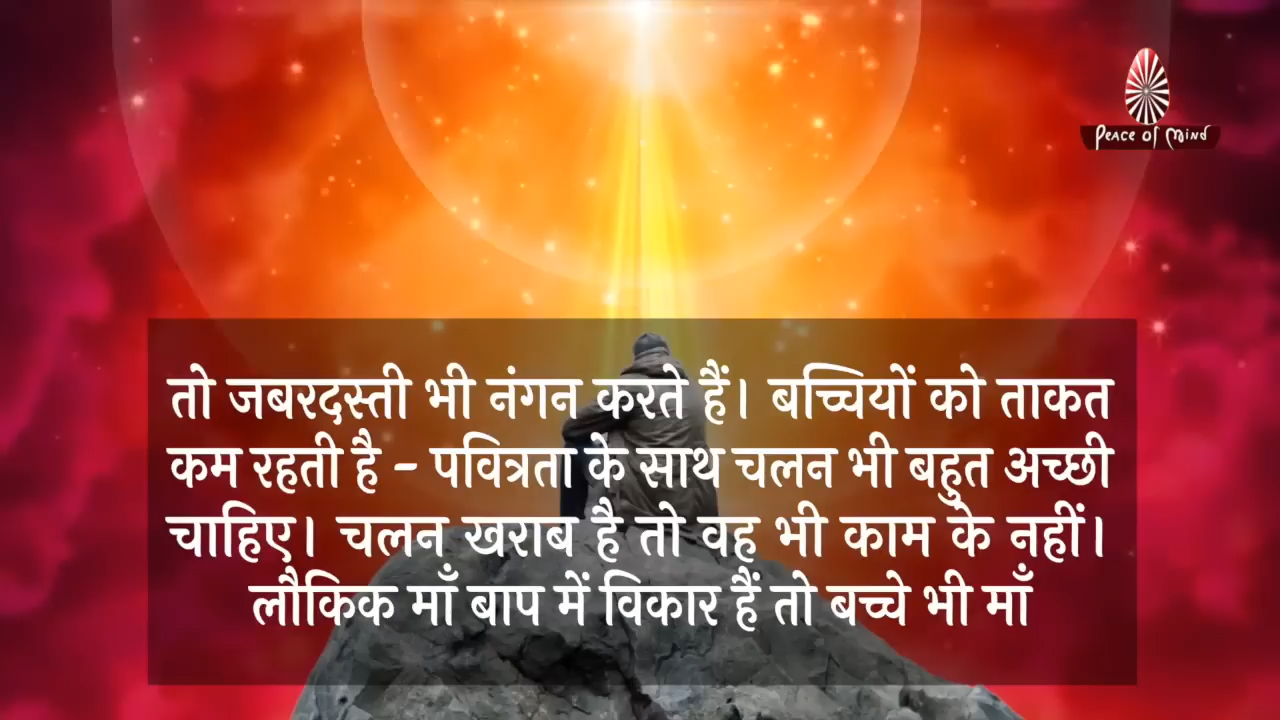 Peace of Mind
तो जबरदस्ती भी नंगन करते हैं। बच्चियों को ताकत
कम रहती है - पवित्रता के साथ चलन भी बहुत अच्छी
चाहिए। चलन खराब है तो वह भी काम के नहीं।
लौकिक माँ बाप में विकार हैं तो बच्चे भी माँ